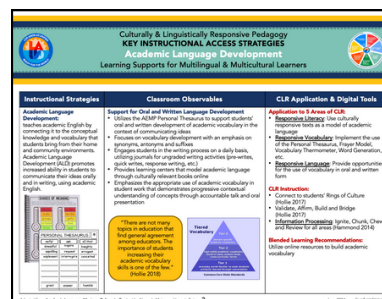 Culturally & Linguistically Responsive Pedagogy
KEY INSTRUCTIONAL ACCESS STRATEGIES
Academic Language Development
Learning Supports for Multilingual & Multicultural Learners
Instructional Strategies
Academic Language
Development:
teaches academic English by
connecting it to the conceptual
knowledge and vocabulary that
students bring from their home
and community environments.
Academic Language
Development (ALD) promotes
increased ability in students to
communicate their ideas orally
and in writing, using academic
English.
PERSONAL THESAURUS
Classroom Observables
Support for Oral and Written Language Development
• Utilizes the AEMP Personal Thesaurus to support students'
oral and written development of academic vocabulary in the
context of communicating ideas
• Focuses on vocabulary development with an emphasis on
synonyms, antonyms and suffixes
• Engages students in the writing process on a daily basis,
utilizing journals for ungraded writing activities (pre-writes,
quick writes, response writing, etc.)
• Provides learning centers that model academic language
through culturally relevant books online
• Emphasizes the appropriate use of academic vocabulary in
student work that demonstrates progressive contextual
understanding of concepts through accountable talk and oral
presentation
"There are not many
topics in education that
find general agreement
among educators. The
importance of students
increasing their
academic vocabulary
skills is one of the few."
(Hollie 2018)
Tiered
Vocabulary
CLR Application & Digital Tools
Application to 3 Areas of CLR:
• Responsive Literacy: Use culturally
responsive texts as a model of academic
language
• Responsive Vocabulary: Implement the use
of the Personal Thesaurus, Frayer Model,
Vocabulary Thermometer, Word Generation,
etc.
• Responsive Language: Provide opportunities
for the use of vocabulary in oral and written
form
CLR Instruction:
• Connect to students' Rings of Culture
(Hollie 2017)
• Validate, Affirm, Build and Bridge
(Hollie 2017)
• Information Processing: Ignite, Chunk, Chew
and Review for all areas (Hammond 2014)
Blended Learning Recommendations:
Utilize online resources to build academic
vocabulary